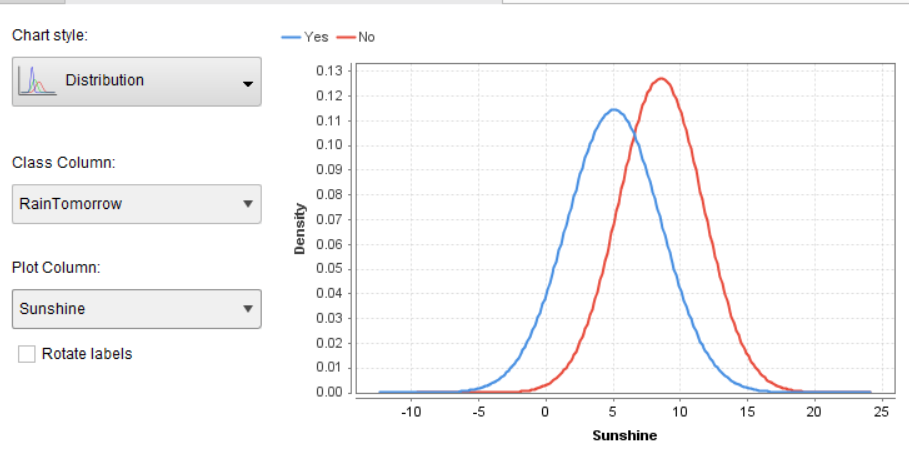 Chart style:
Distribution
Class Column:
RainTomorrow
Plot Column:
Sunshine
Rotate labels
Yes No
0.13
0.12
0.11
0.10
0.09
0.08
0.07
0.06
0.05
0.04
0.03
0.02
0.01
0.00
Density
-10 -5 0 5 10 15 20 25
Sunshine